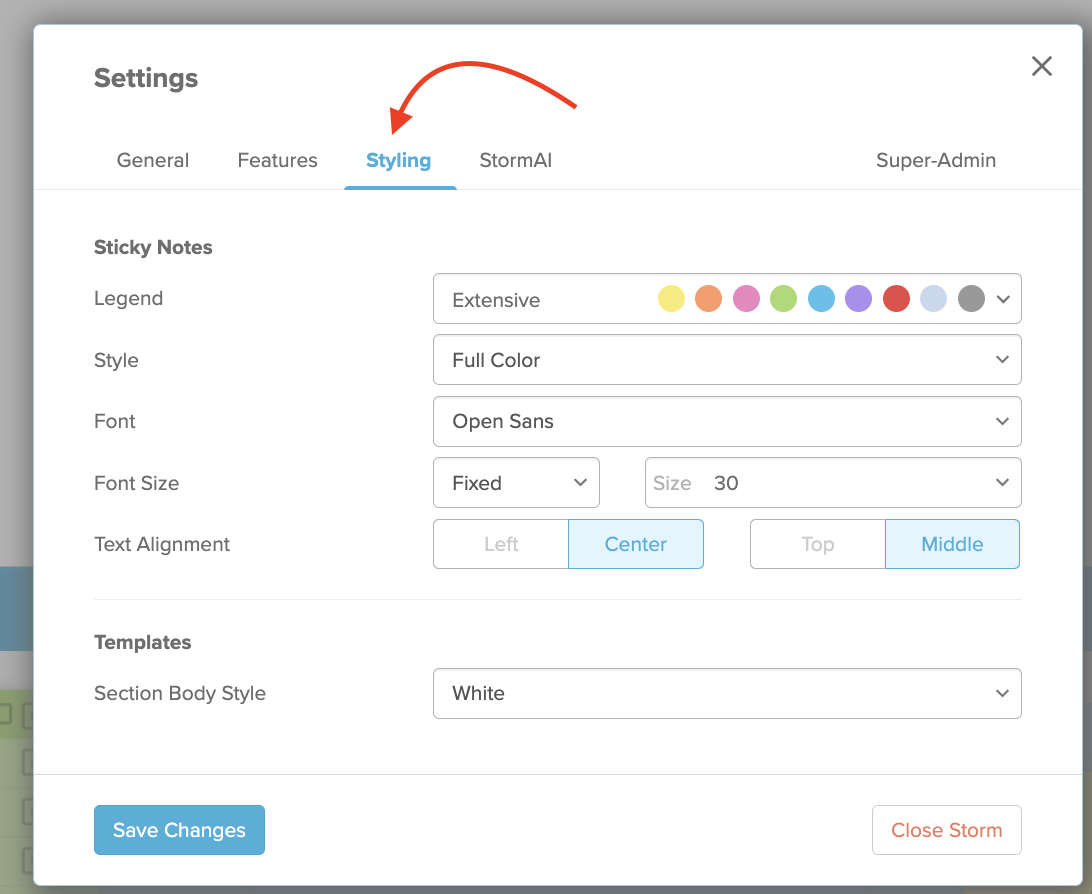 Settings
General Features Styling StormAI Super-Admin
Sticky Notes
Legend Extensive
Style Full Color
Font Open Sans
Font Size Fixed Size 30
Text Alignment Left Center Top Middle
Templates
Section Body Style White
Save Changes Close Storm